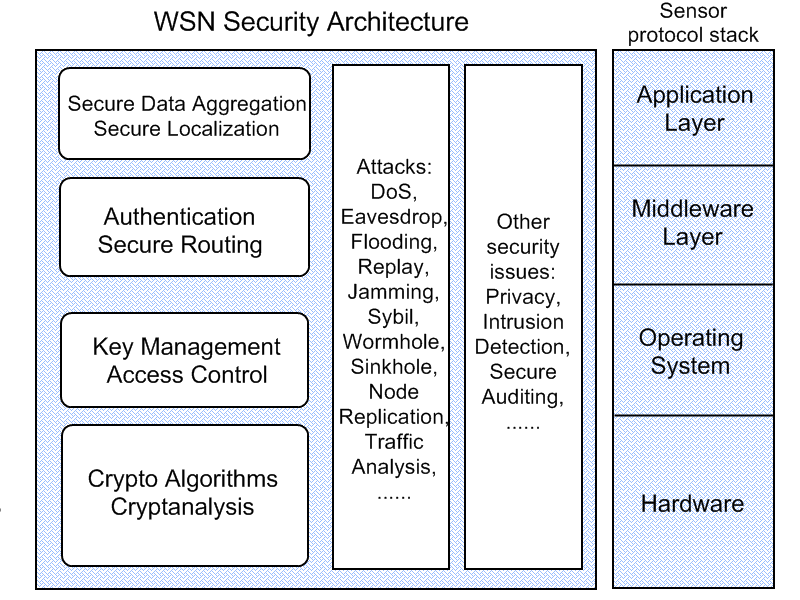 WSN Security Architecture
Secure Data Aggregation
Secure Localization
Authentication
Secure Routing
Key Management
Access Control
Crypto Algorithms
Cryptanalysis
Attacks:
DoS,
Eavesdrop,
Flooding,
Replay,
Jamming,
Sybil,
Wormhole,
Sinkhole,
Node
Replication,
Traffic
Analysis,
......
Other
security
issues:
Privacy,
Intrusion
Detection,
Secure
Auditing,
......
Sensor
protocol stack
Application
Layer
Middleware
Layer
Operating
System
Hardware